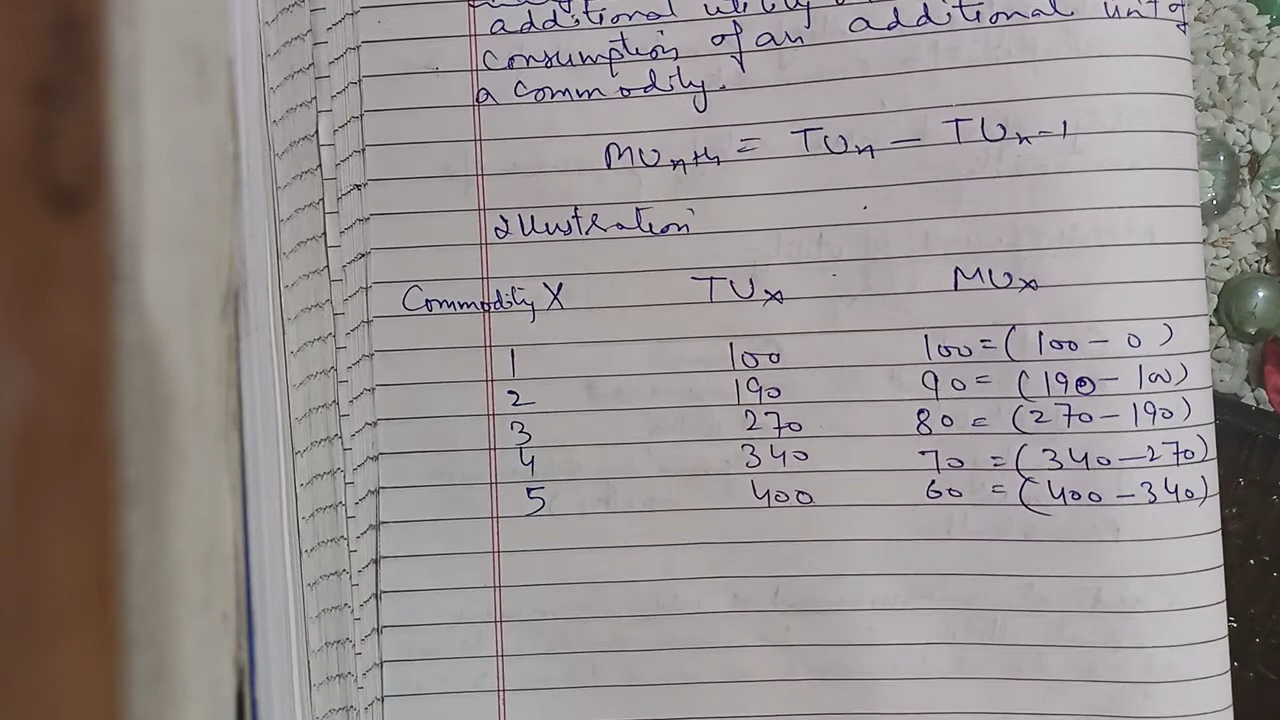 additional utility
consumption of an additional unit of
a commodity.
MUnth = TUn – TUn-1
Illustration
Commodity X TUx MUx
1 100 100 = ( 100 - 0 )
2 190 90 = (190 - 100)
3 270 80 = (270 - 190)
4 340 70 = (340 - 270)
5 400 60 = (400 - 340)